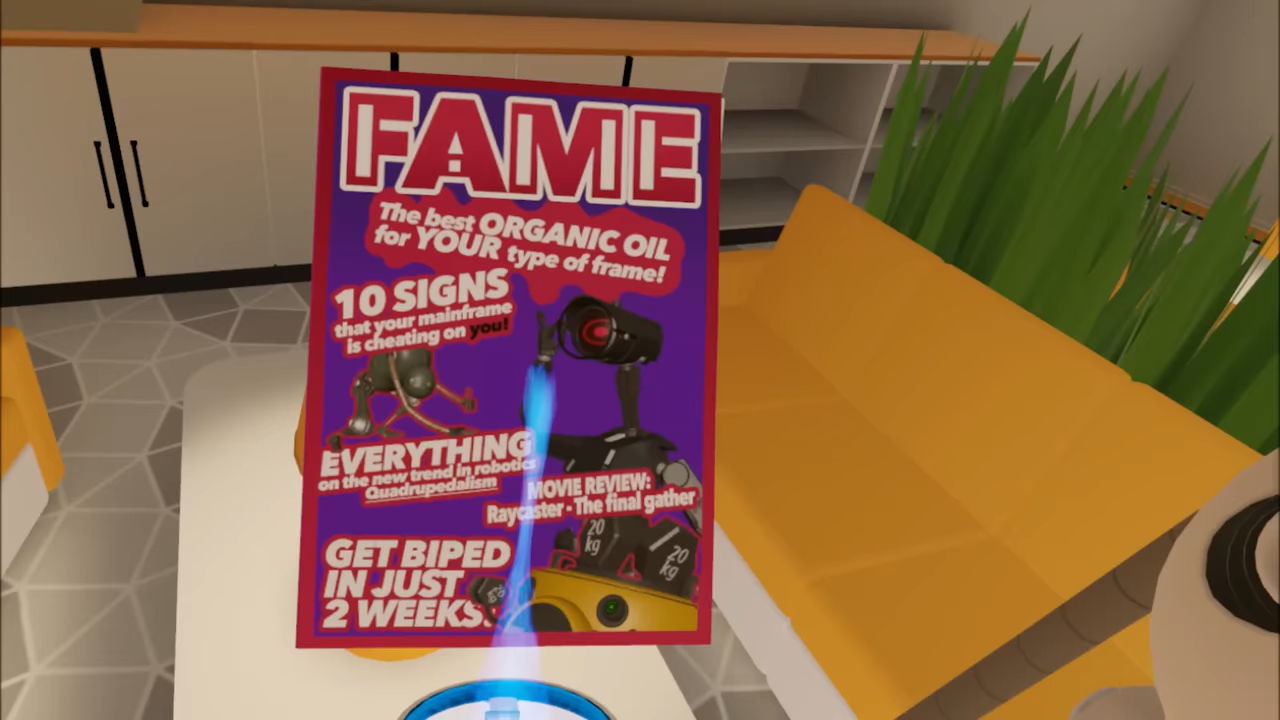 FAME
The best ORGANIC OIL
for YOUR type of frame!
10 SIGNS
that your mainframe
is cheating on you!
EVERYTHING
on the new trend in robotics
Quadrupedalism
MOVIE REVIEW:
Raycaster - The final gather
20
kg
20
kg
GET BIPED
IN JUST
2 WEEKS!